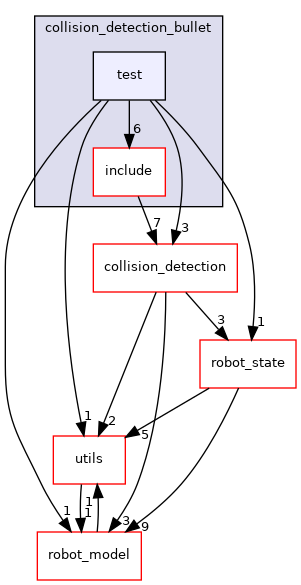 collision_detection_bullet
test
6
include
7
3
collision_detection
3
1
robot_state
1
2
5
utils
1
1
1
3
9
robot_model